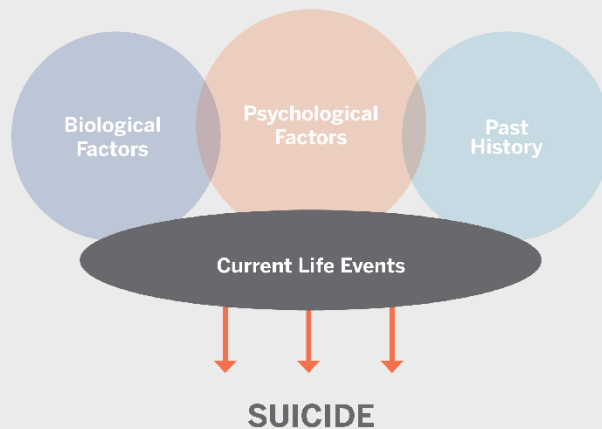 Biological
Factors
Psychological
Factors
Past
History
Current Life Events
SUICIDE